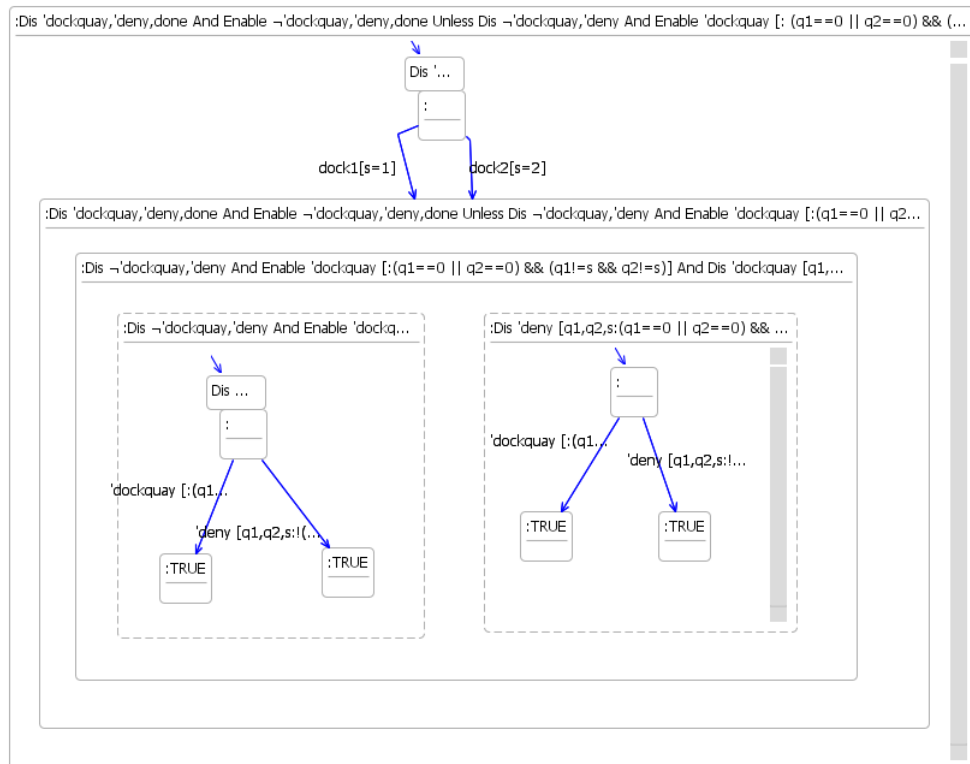 :Dis 'dockquay,'deny,done And Enable ¬'dockquay,'deny,done Unless Dis ¬'dockquay,'deny And Enable 'dockquay [: (q1==0 || q2==0) && (...
Dis '...
:
dock1[s=1]
dock2[s=2]
:Dis 'dockquay,'deny,done And Enable ¬'dockquay,'deny,done Unless Dis ¬'dockquay,'deny And Enable 'dockquay [:(q1==0 || q2...
:Dis ¬'dockquay,'deny And Enable 'dockquay [:(q1==0 || q2==0) && (q1!=s && q2!=s)] And Dis 'dockquay [q1,...
:Dis ¬'dockquay,'deny And Enable 'dockq...
Dis ...
:
'dockquay [:(q1...
'deny [q1,q2,s:!(...
:TRUE
:TRUE
:Dis 'deny [q1,q2,s:(q1==0 || q2==0) && ...
:
'dockquay [:(q1...
'deny [q1,q2,s:!...
:TRUE
:TRUE